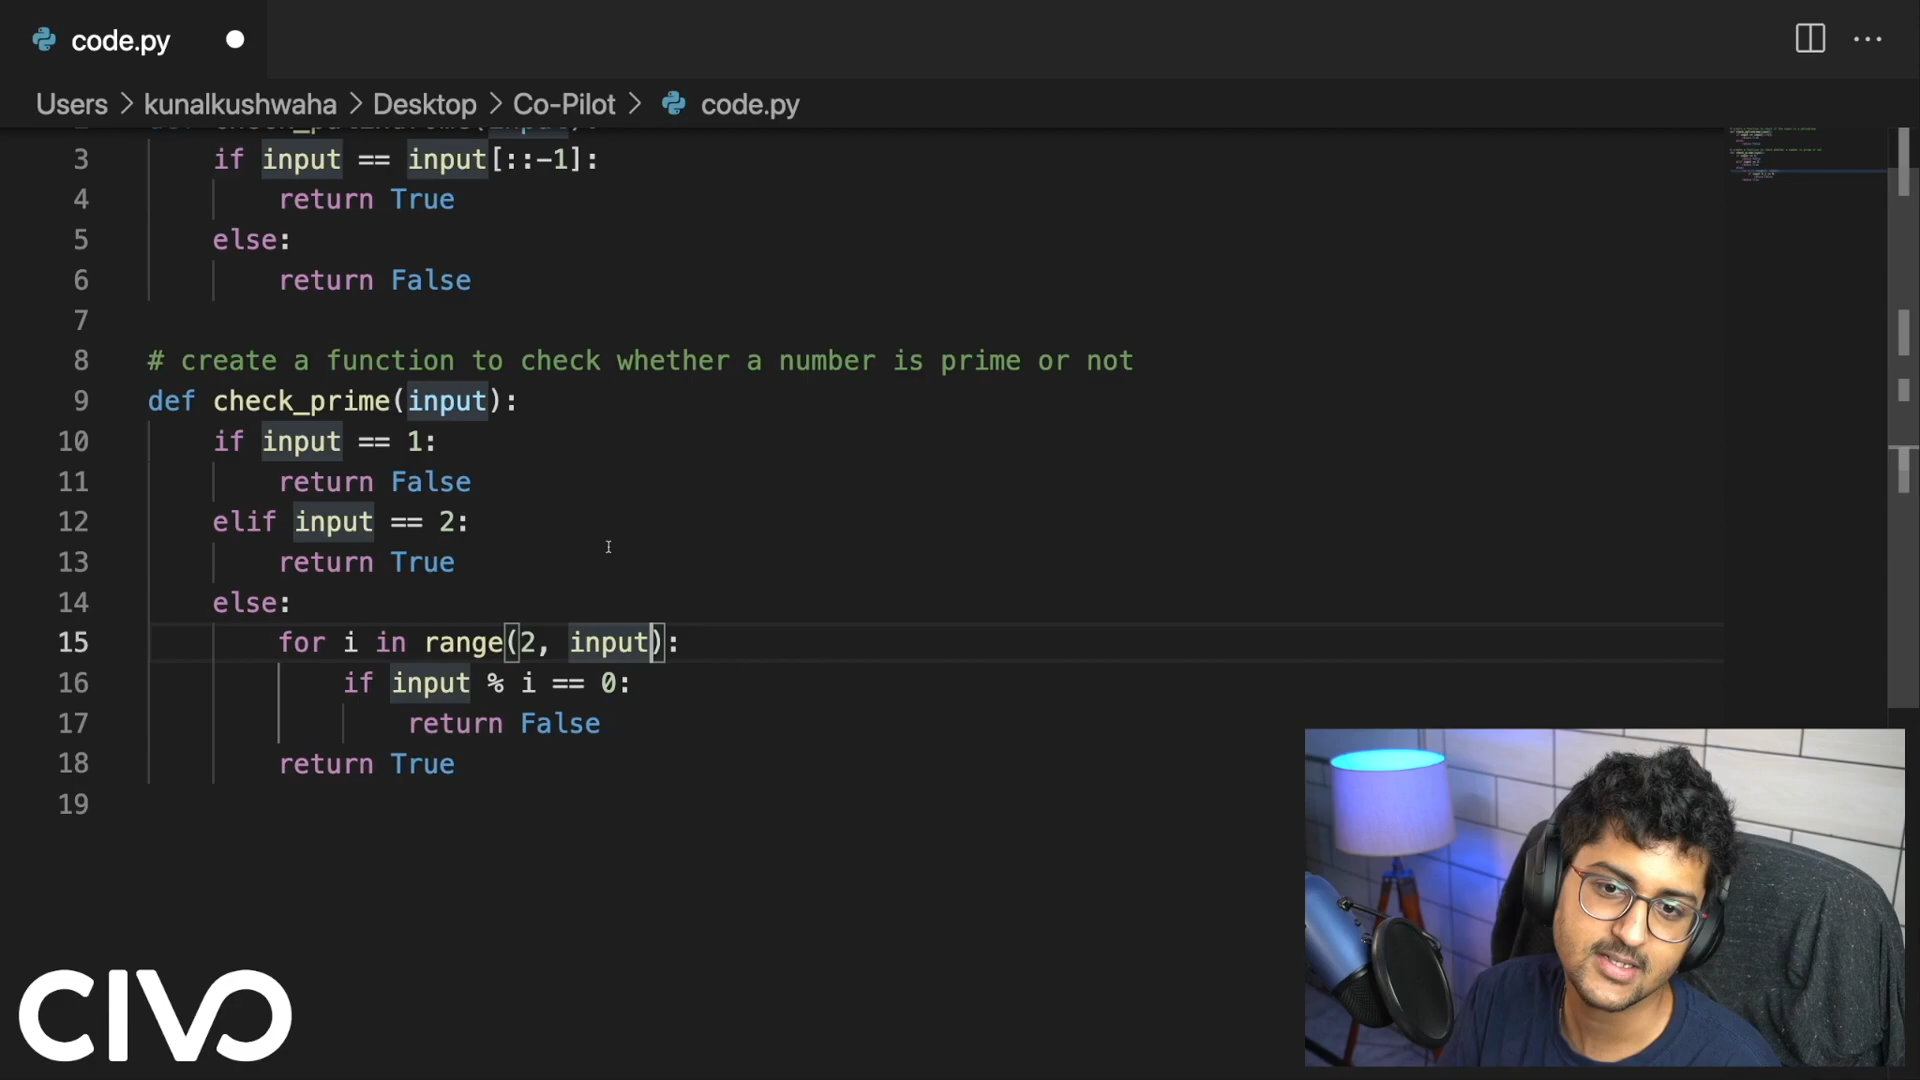 code.py
Users > kunalkushwaha > Desktop > Co-Pilot > code.py
3 if input == input[::-1]:
4 return True
5 else:
6 return False
7
8 # create a function to check whether a number is prime or not
9 def check_prime(input):
10 if input == 1:
11 return False
12 elif input == 2:
13 return True
14 else:
15 for i in range(2, input):
16 if input % i == 0:
17 return False
18 return True
19
CIVO